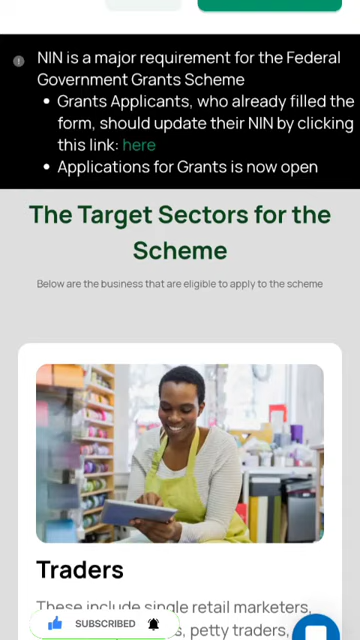 NIN is a major requirement for the Federal
Government Grants Scheme
Grants Applicants, who already filled the
form, should update their NIN by clicking
this link: here
Applications for Grants is now open
The Target Sectors for the
Scheme
Below are the business that are eligible to apply to the scheme
Traders
These include single retail marketers,
s, petty traders,
SUBSCRIBED